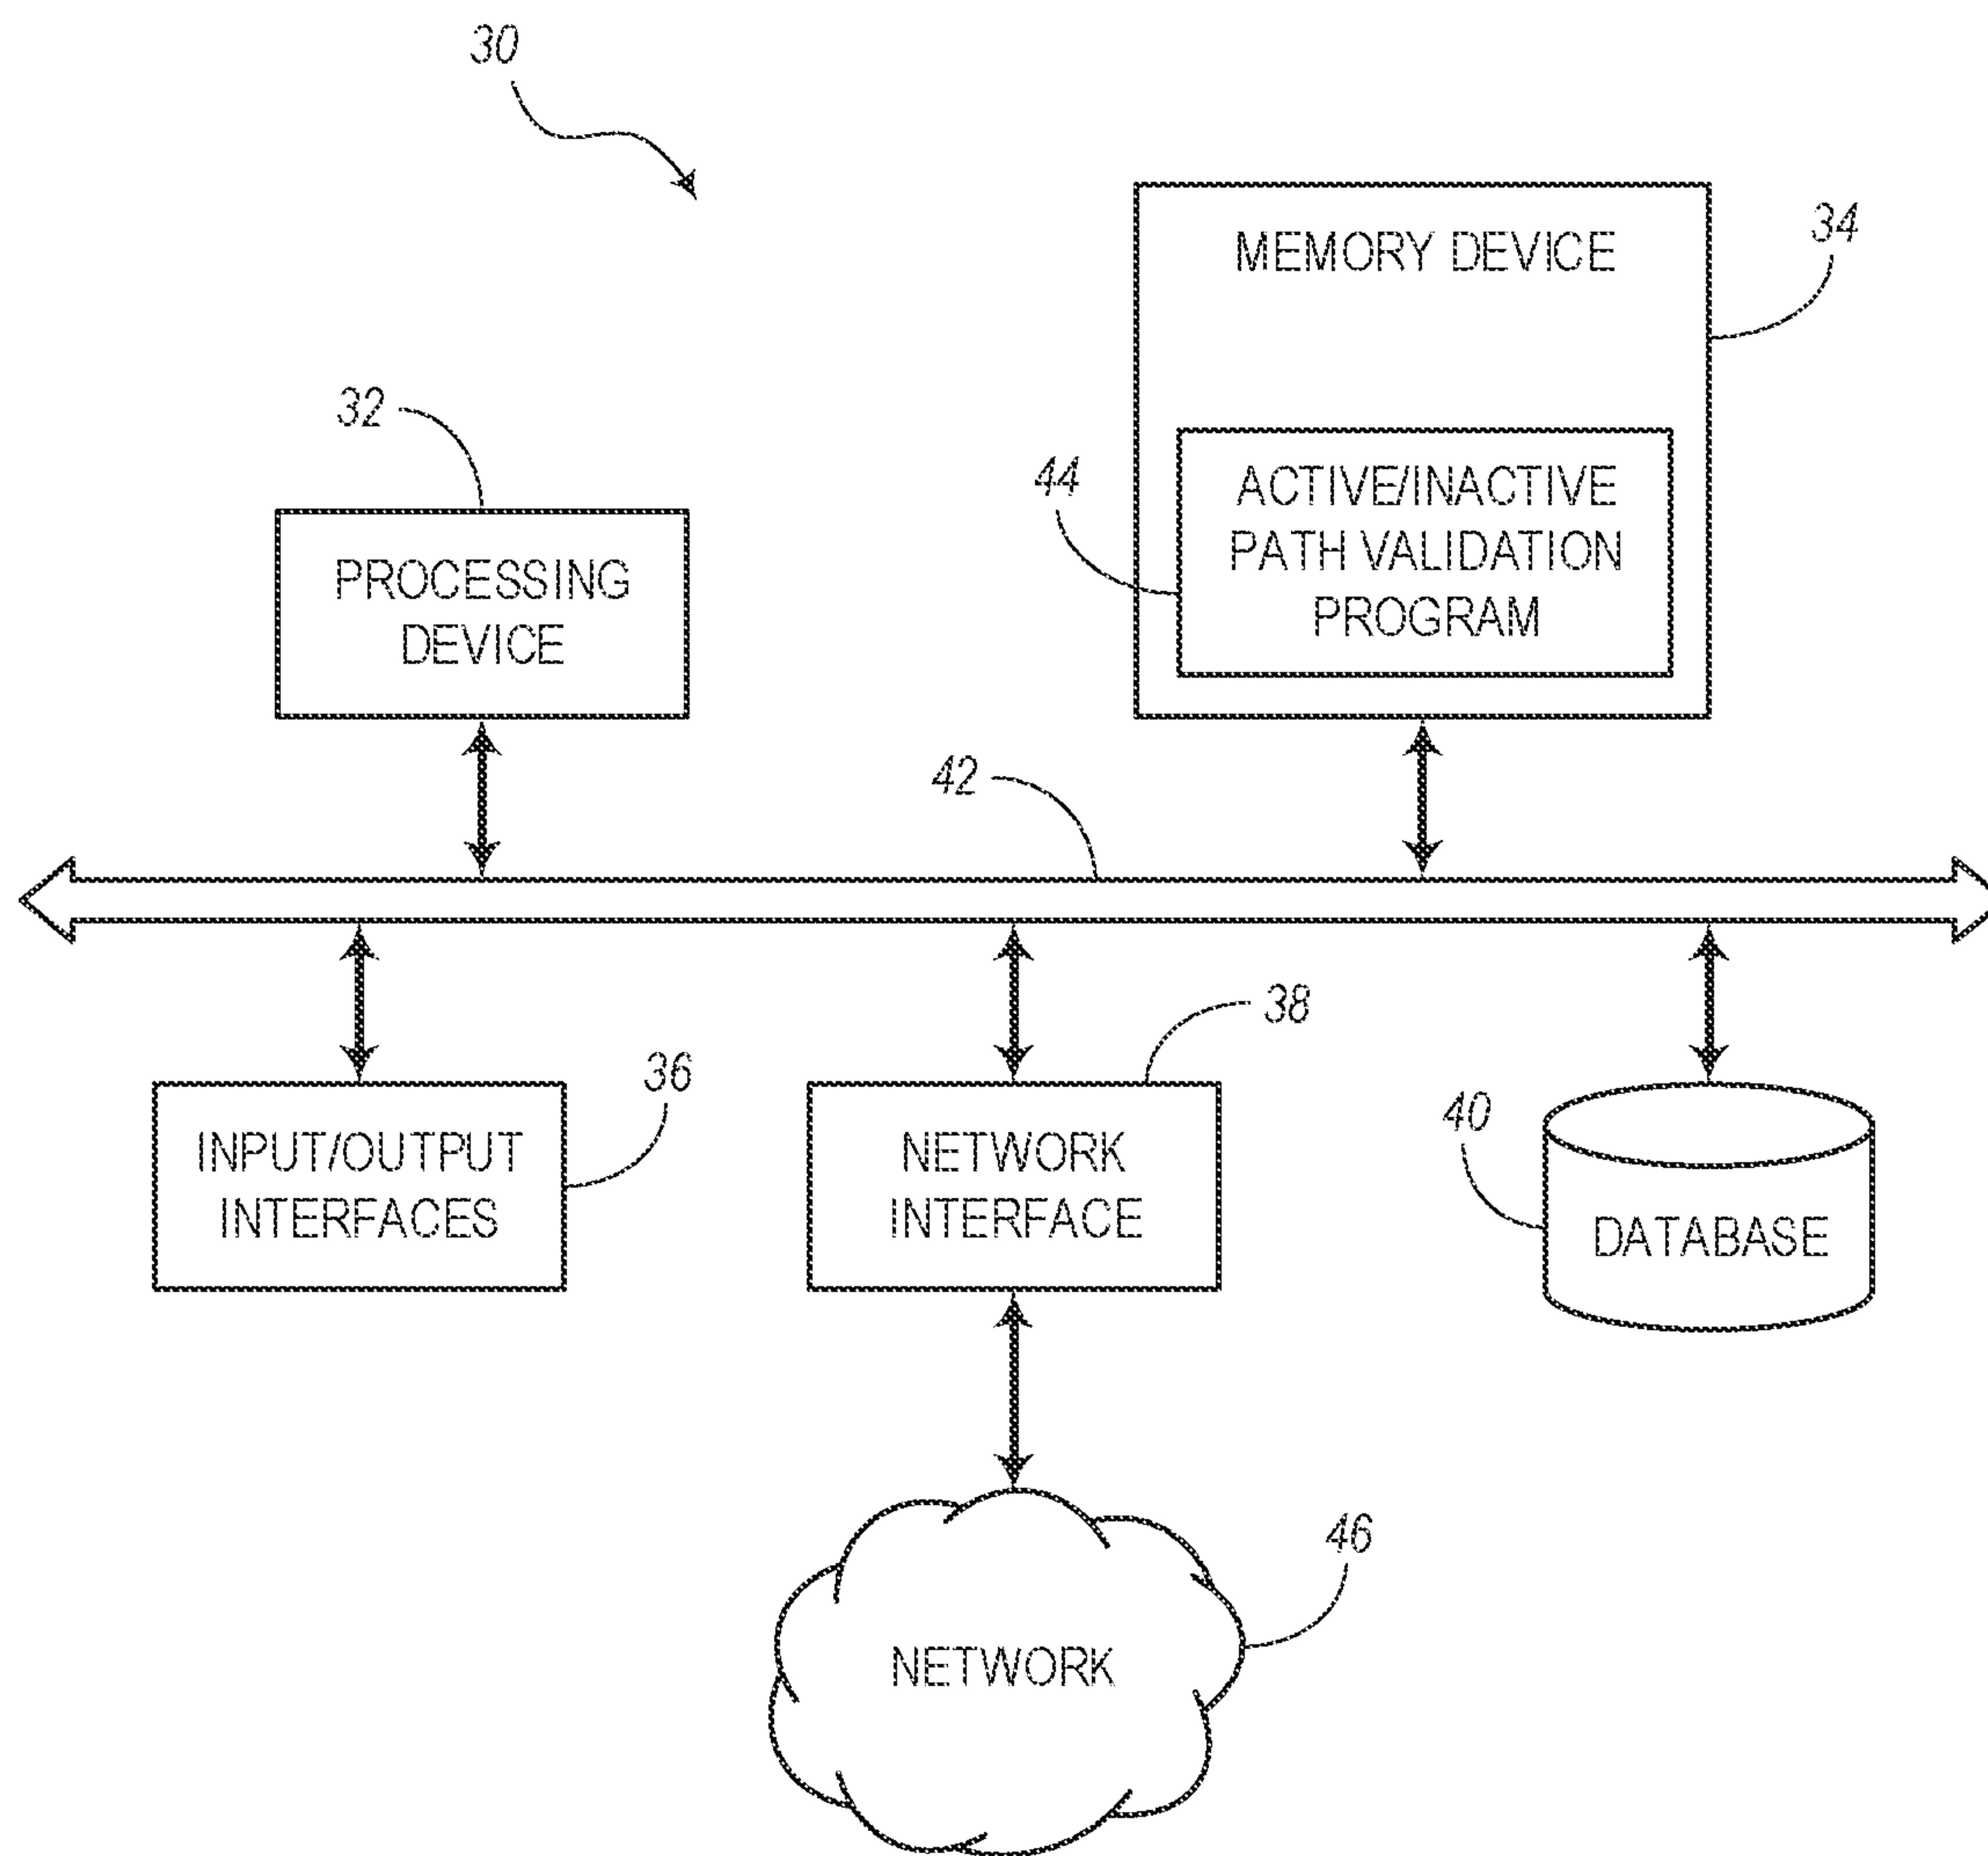 30
MEMORY DEVICE
34
32
44
ACTIVE/INACTIVE
PATH VALIDATION
PROGRAM
PROCESSING
DEVICE
42
38
36
40
INPUT/OUTPUT
INTERFACES
NETWORK
INTERFACE
DATABASE
46
NETWORK